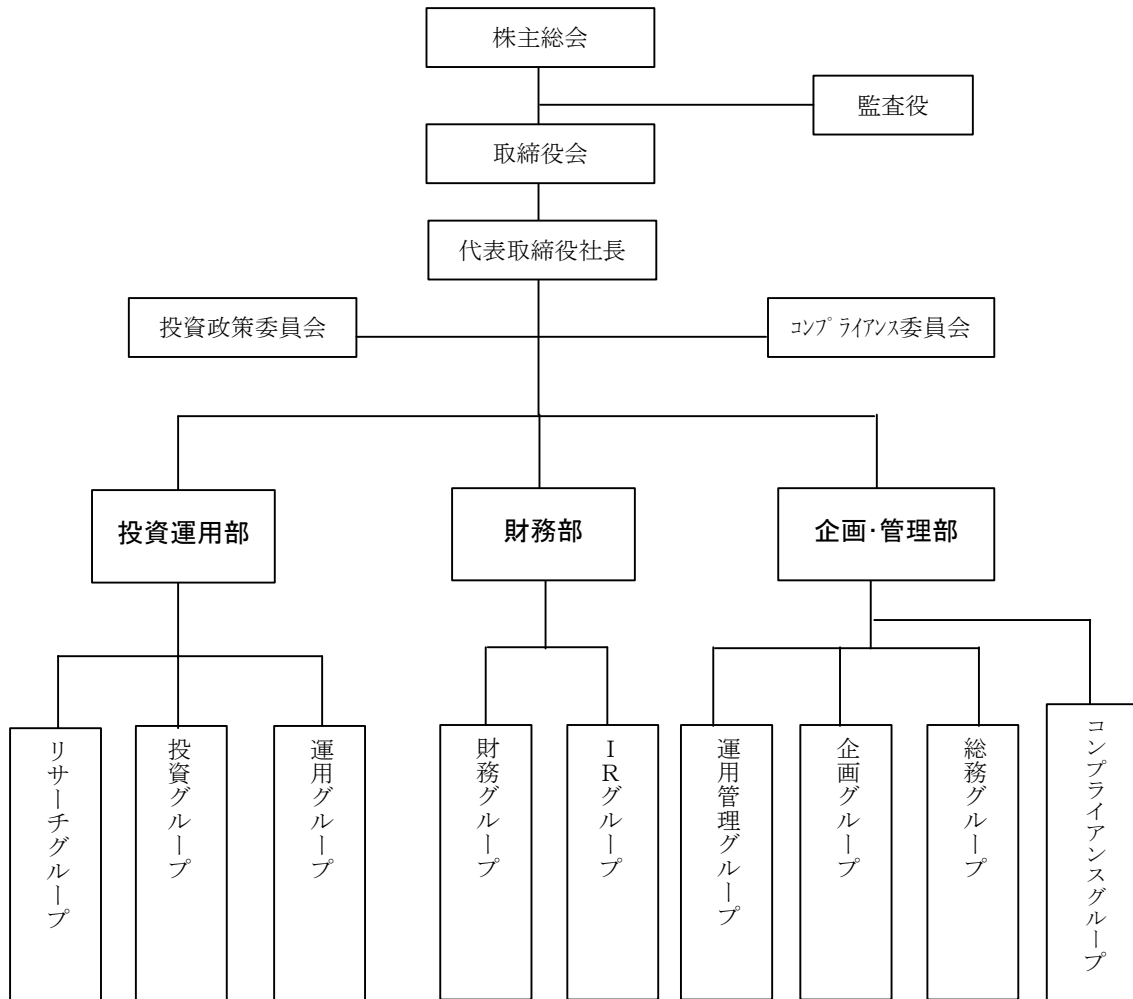 株主総会
監査役
取締役会
代表取締役社長
投資政策委員会
ｺﾝﾌﾟﾗｲｱﾝｽ委員会
投資運用部
財務部
企画・管理部
リサーチグループ
投資グループ
運用グループ
財務グループ
ＩＲグループ
運用管理グループ
企画グループ
総務グループ
コンプライアンスグループ